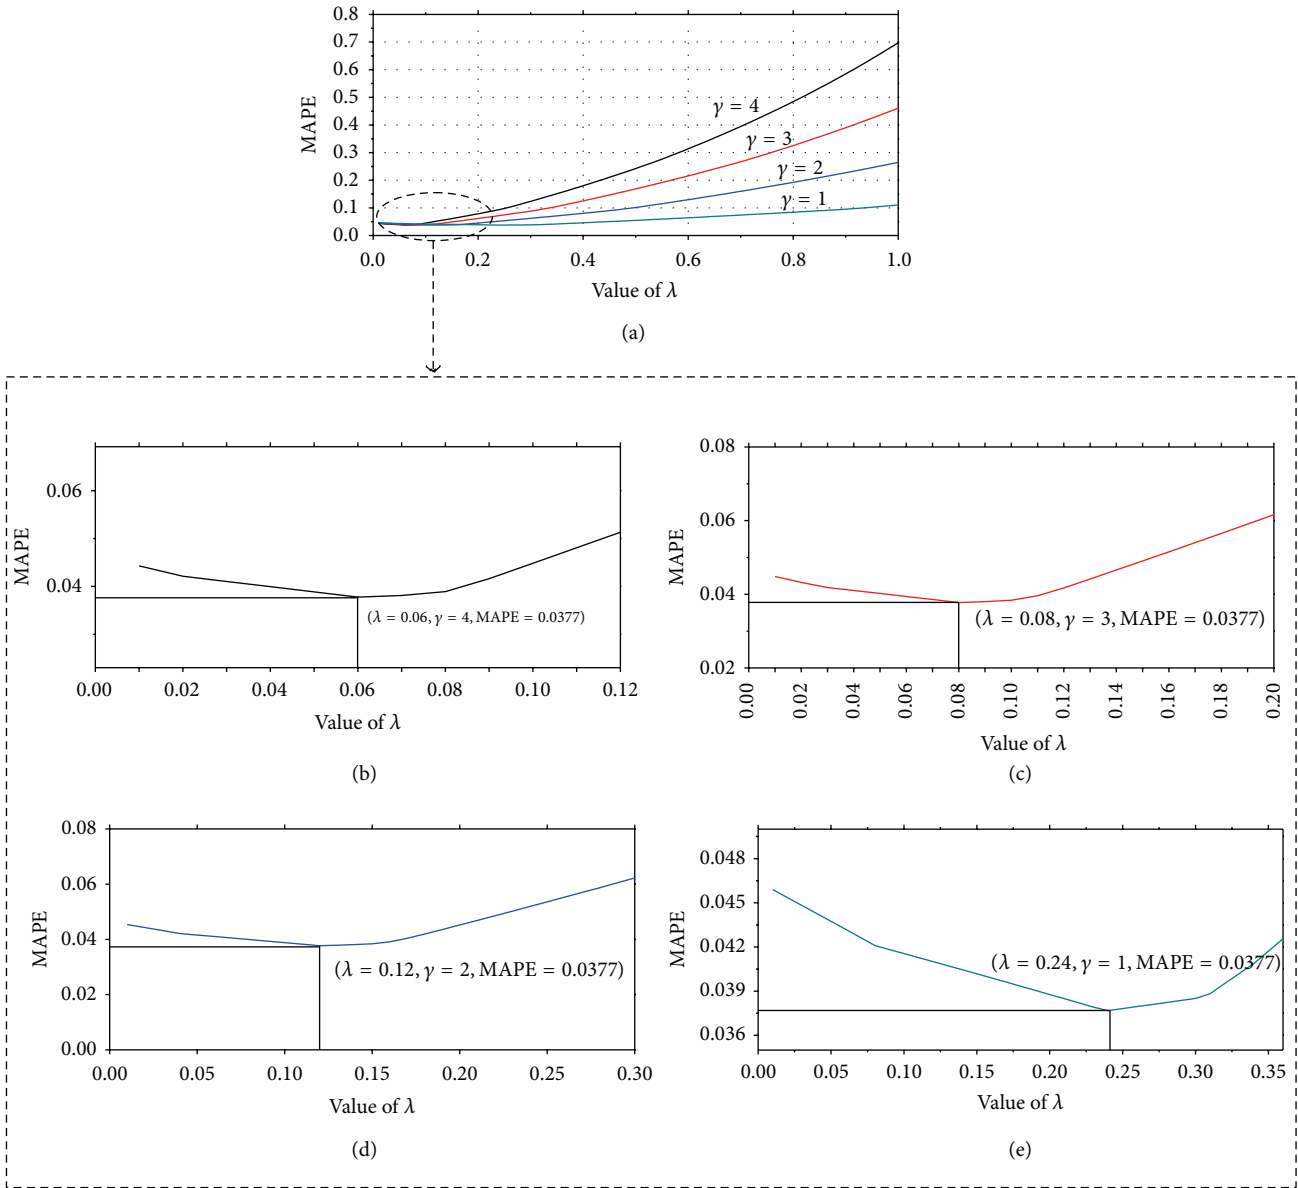 0.8
0.7
0.6
0.5
0.4
0.3
0.2
0.1
0.0
MAPE
γ = 4
γ = 3
γ = 2
γ = 1
0.0 0.2 0.4 0.6 0.8 1.0
Value of λ
(a)
0.06
0.04
MAPE
(λ = 0.06, γ = 4, MAPE = 0.0377)
0.00 0.02 0.04 0.06 0.08 0.10 0.12
Value of λ
(b)
0.08
0.06
0.04
0.02
MAPE
(λ = 0.08, γ = 3, MAPE = 0.0377)
0.00 0.02 0.04 0.06 0.08 0.10 0.12 0.14 0.16 0.18 0.20
Value of λ
(c)
0.08
0.06
0.04
0.02
0.00
MAPE
(λ = 0.12, γ = 2, MAPE = 0.0377)
0.00 0.05 0.10 0.15 0.20 0.25 0.30
Value of λ
(d)
0.048
0.045
0.042
0.039
0.036
MAPE
(λ = 0.24, γ = 1, MAPE = 0.0377)
0.00 0.05 0.10 0.15 0.20 0.25 0.30 0.35
Value of λ
(e)